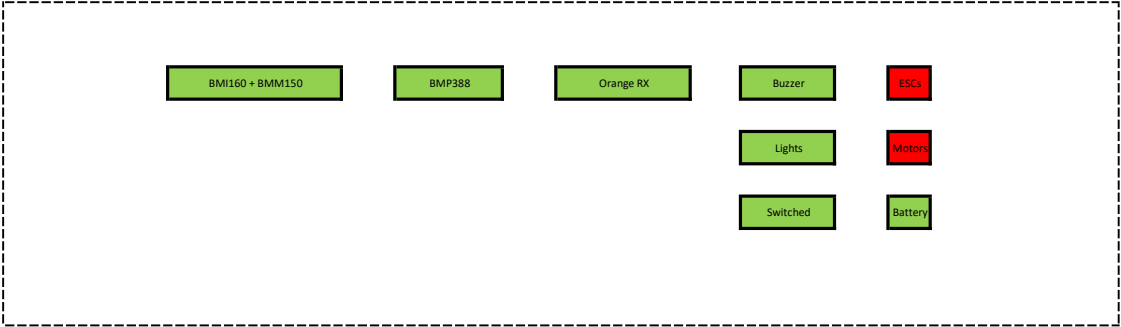 BMI160 + BMM150
BMP388
Orange RX
Buzzer
ESCs
Lights
Motors
Switched
Battery